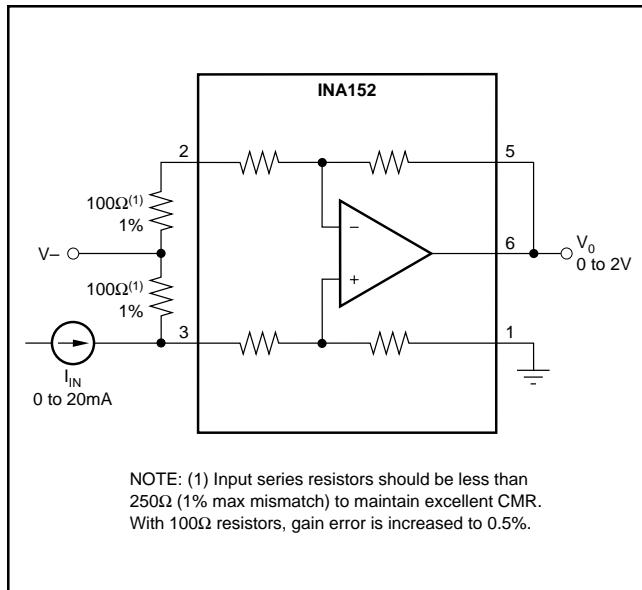 INA152
2
5
100Ω(1)
1%
−
V–
6
V0
0 to 2V
100Ω(1)
1%
+
3
1
IIN
0 to 20mA
NOTE: (1) Input series resistors should be less than
250Ω (1% max mismatch) to maintain excellent CMR.
With 100Ω resistors, gain error is increased to 0.5%.